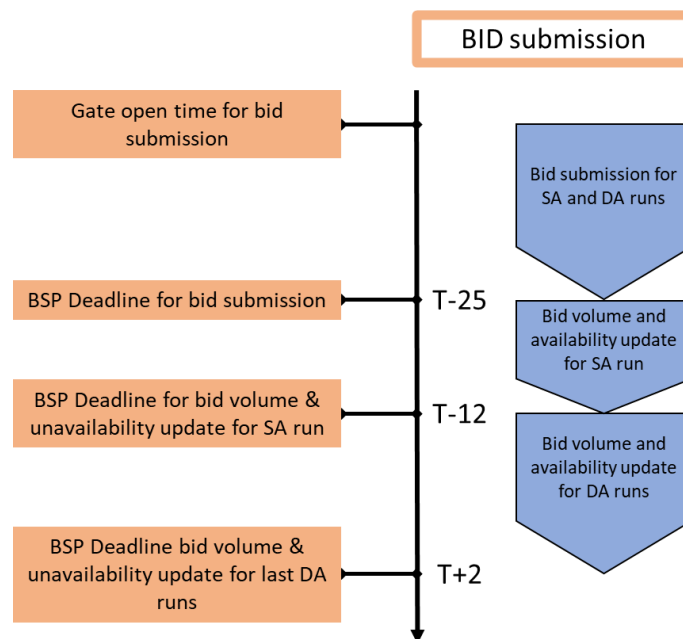 BID submission
Gate open time for bid
submission
Bid submission for
SA and DA runs
BSP Deadline for bid submission
T-25
Bid volume and
availability update
for SA run
BSP Deadline for bid volume &
unavailability update for SA run
T-12
Bid volume and
availability update
for DA runs
BSP Deadline bid volume &
unavailability update for last DA
runs
T+2